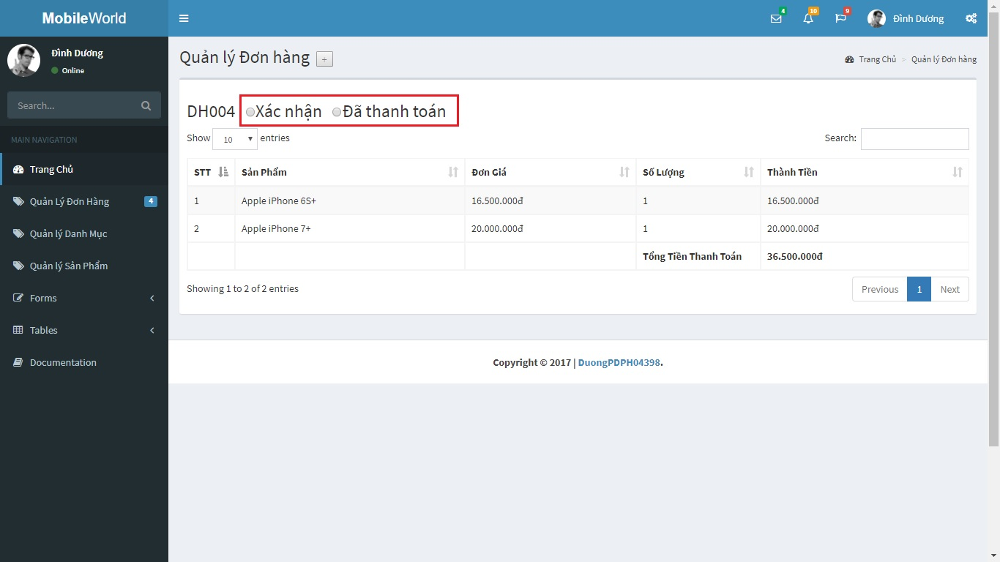 MobileWorld
4 10 9 Đình Dương
Đình Dương
Online
Search...
MAIN NAVIGATION
Trang Chủ
Quản Lý Đơn Hàng 4
Quản lý Danh Mục
Quản lý Sản Phẩm
Forms
Tables
Documentation
Quản lý Đơn hàng +
Trang Chủ > Quản lý Đơn hàng
DH004 Xác nhận Đã thanh toán
Show 10 entries Search:
STT Sản Phẩm Đơn Giá Số Lượng Thành Tiền
1 Apple iPhone 6S+ 16.500.000đ 1 16.500.000đ
2 Apple iPhone 7+ 20.000.000đ 1 20.000.000đ
Tổng Tiền Thanh Toán 36.500.000đ
Showing 1 to 2 of 2 entries Previous 1 Next
Copyright © 2017 | DuongPDPH04398.